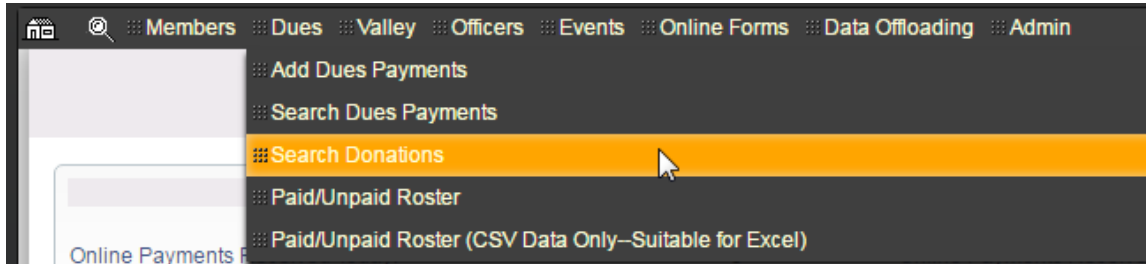 Members Dues Valley Officers Events Online Forms Data Offloading Admin
Add Dues Payments
Search Dues Payments
Search Donations
Paid/Unpaid Roster
Paid/Unpaid Roster (CSV Data Only--Suitable for Excel)
Online Payments